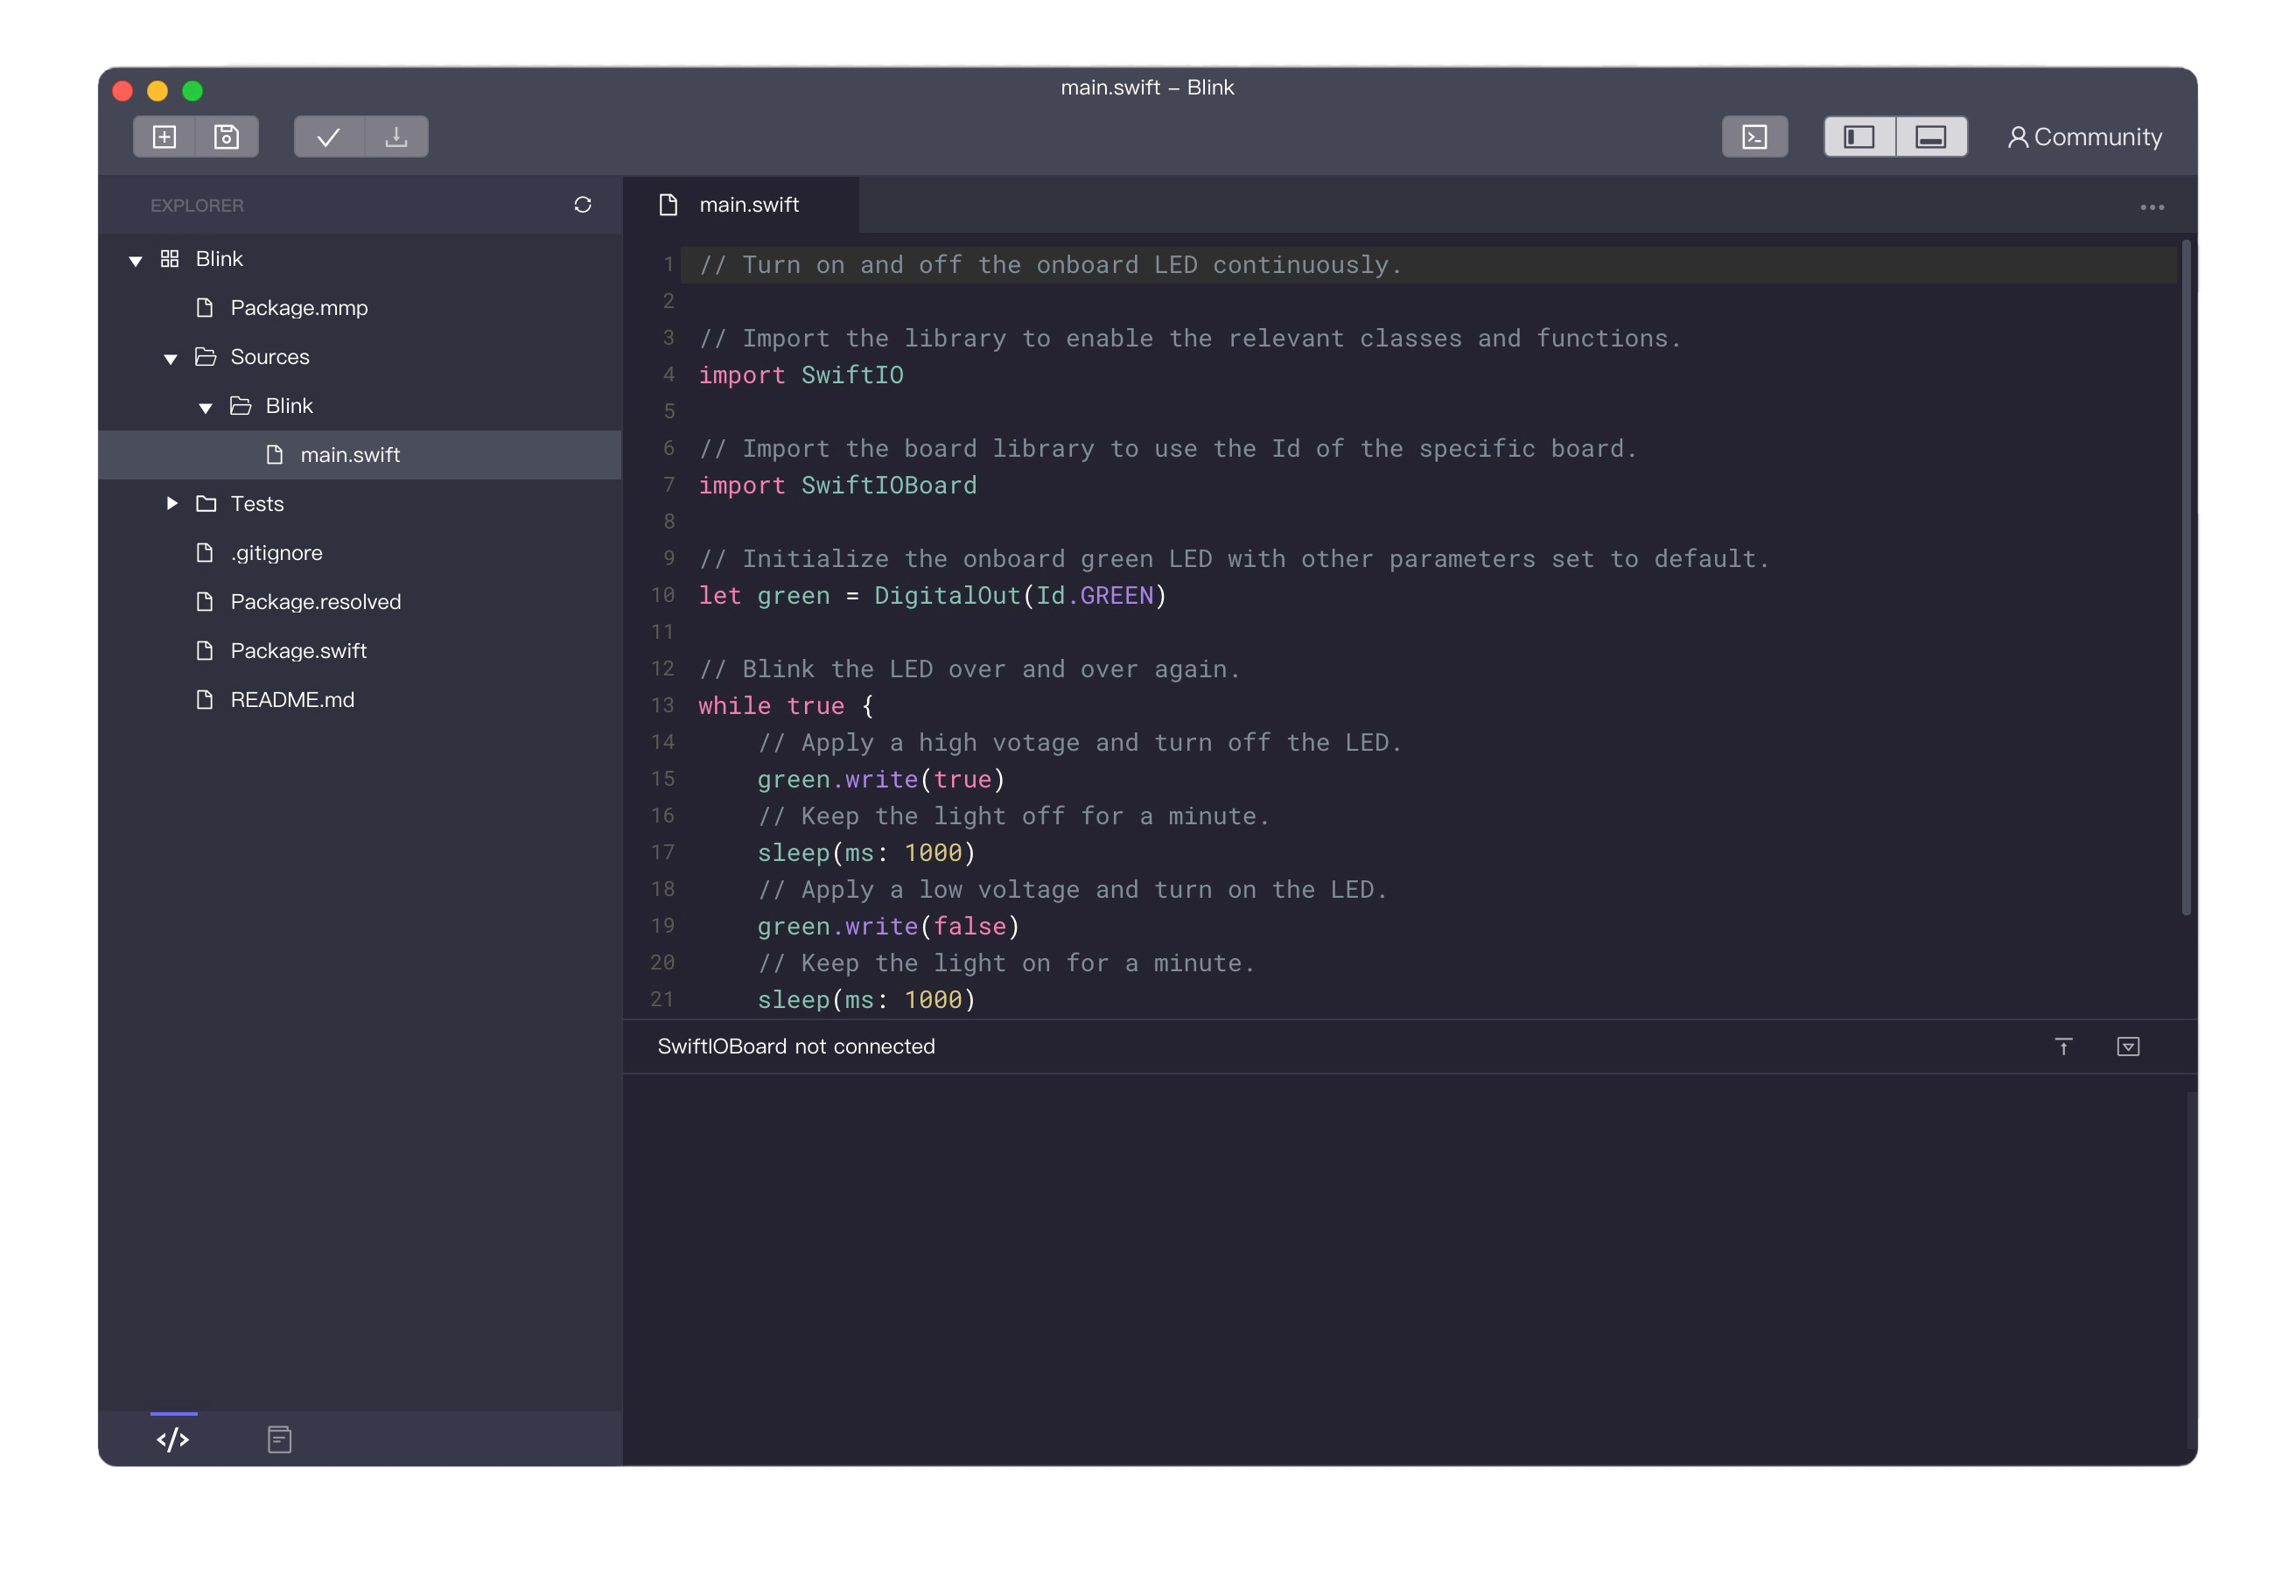 main.swift – Blink
Community
EXPLORER
Blink
Package.mmp
Sources
Blink
main.swift
Tests
.gitignore
Package.resolved
Package.swift
README.md
main.swift
1 // Turn on and off the onboard LED continuously.
2
3 // Import the library to enable the relevant classes and functions.
4 import SwiftIO
5
6 // Import the board library to use the Id of the specific board.
7 import SwiftIOBoard
8
9 // Initialize the onboard green LED with other parameters set to default.
10 let green = DigitalOut(Id.GREEN)
11
12 // Blink the LED over and over again.
13 while true {
14     // Apply a high votage and turn off the LED.
15     green.write(true)
16     // Keep the light off for a minute.
17     sleep(ms: 1000)
18     // Apply a low voltage and turn on the LED.
19     green.write(false)
20     // Keep the light on for a minute.
21     sleep(ms: 1000)
SwiftIOBoard not connected